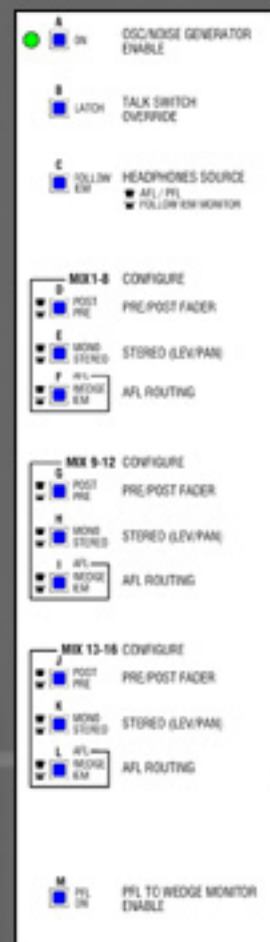 A
ON OSC/NOISE GENERATOR
ENABLE
B
LATCH TALK SWITCH
OVERRIDE
C
FOLLOW HEADPHONES SOURCE
IEM AFL / PFL
FOLLOW IEM MONITOR
MIX 1-8 CONFIGURE
D
POST PRE/POST FADER
PRE
E
MONO STEREO (LEV/PAN)
STEREO
F AFL
WEDGE AFL ROUTING
IEM
MIX 9-12 CONFIGURE
G
POST PRE/POST FADER
PRE
H
MONO STEREO (LEV/PAN)
STEREO
I AFL
WEDGE AFL ROUTING
IEM
MIX 13-16 CONFIGURE
J
POST PRE/POST FADER
PRE
K
MONO STEREO (LEV/PAN)
STEREO
L AFL
WEDGE AFL ROUTING
IEM
M
PFL PFL TO WEDGE MONITOR
ON ENABLE